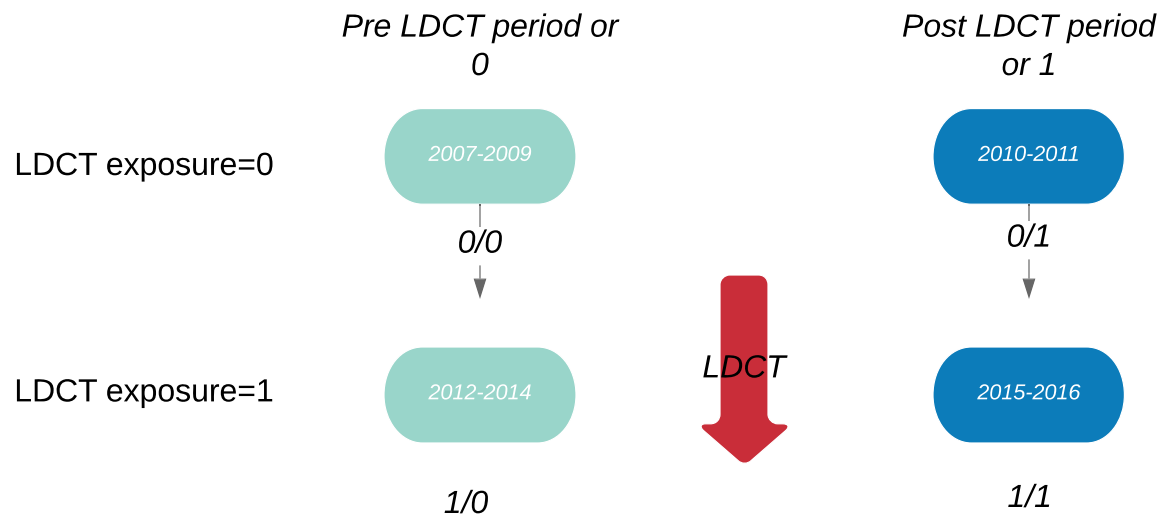 Pre LDCT period or
0
Post LDCT period
or 1
LDCT exposure=0
2007-2009
2010-2011
0/0
0/1
LDCT
LDCT exposure=1
2012-2014
2015-2016
1/0
1/1